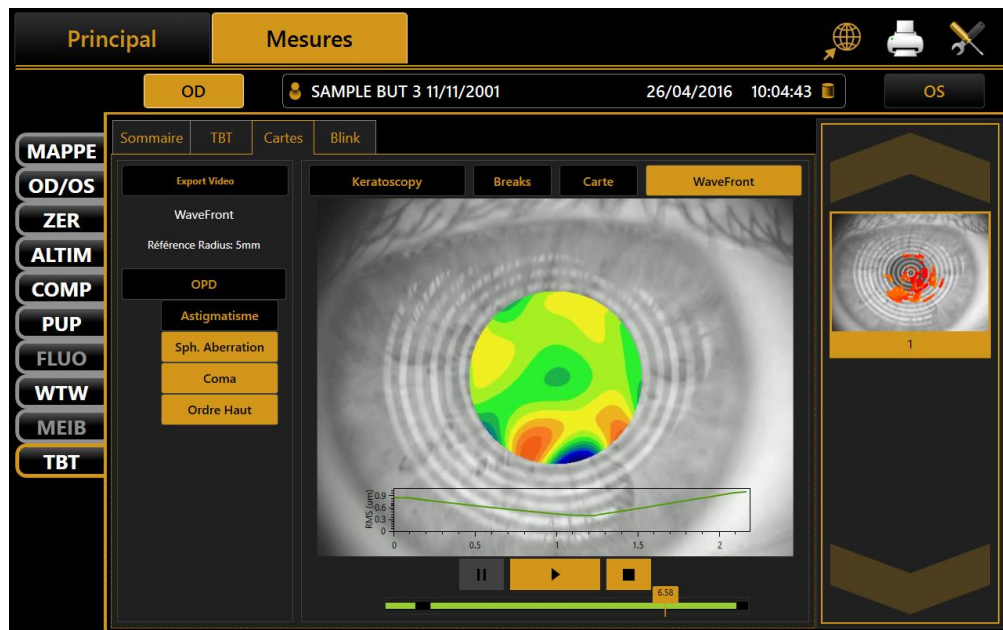 Principal
Mesures
OD
SAMPLE BUT 3 11/11/2001
26/04/2016 10:04:43
OS
MAPPE
OD/OS
ZER
ALTIM
COMP
PUP
FLUO
WTW
MEIB
TBT
Sommaire
TBT
Cartes
Blink
Export Video
WaveFront
Référence Radius: 5mm
OPD
Astigmatisme
Sph. Aberration
Coma
Ordre Haut
Keratoscopy
Breaks
Carte
WaveFront
RMS (um)
0.9
0.6
0.3
0
0 0.5 1 1.5 2
6.58
1